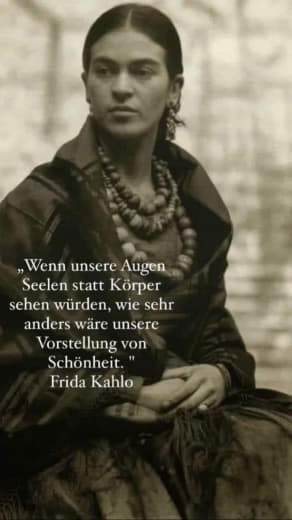 „Wenn unsere Augen
Seelen statt Körper
sehen würden, wie sehr
anders wäre unsere
Vorstellung von
Schönheit. "
Frida Kahlo